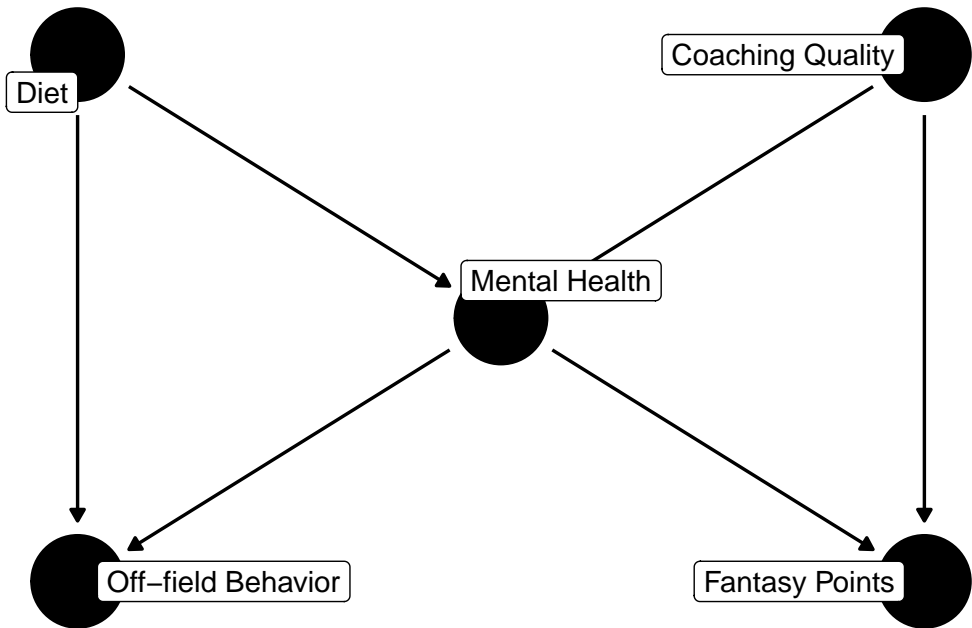 Coaching Quality
Diet
Mental Health
Off−field Behavior
Fantasy Points